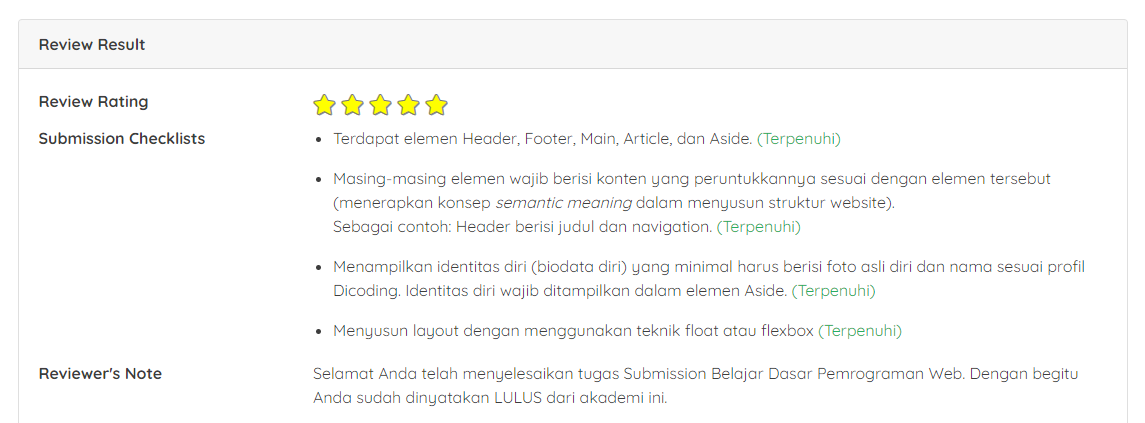 Review Result
Review Rating
Submission Checklists
Terdapat elemen Header, Footer, Main, Article, dan Aside. (Terpenuhi)
Masing-masing elemen wajib berisi konten yang peruntukkannya sesuai dengan elemen tersebut
(menerapkan konsep semantic meaning dalam menyusun struktur website).
Sebagai contoh: Header berisi judul dan navigation. (Terpenuhi)
Menampilkan identitas diri (biodata diri) yang minimal harus berisi foto asli diri dan nama sesuai profil
Dicoding. Identitas diri wajib ditampilkan dalam elemen Aside. (Terpenuhi)
Menyusun layout dengan menggunakan teknik float atau flexbox (Terpenuhi)
Reviewer's Note
Selamat Anda telah menyelesaikan tugas Submission Belajar Dasar Pemrograman Web. Dengan begitu
Anda sudah dinyatakan LULUS dari akademi ini.